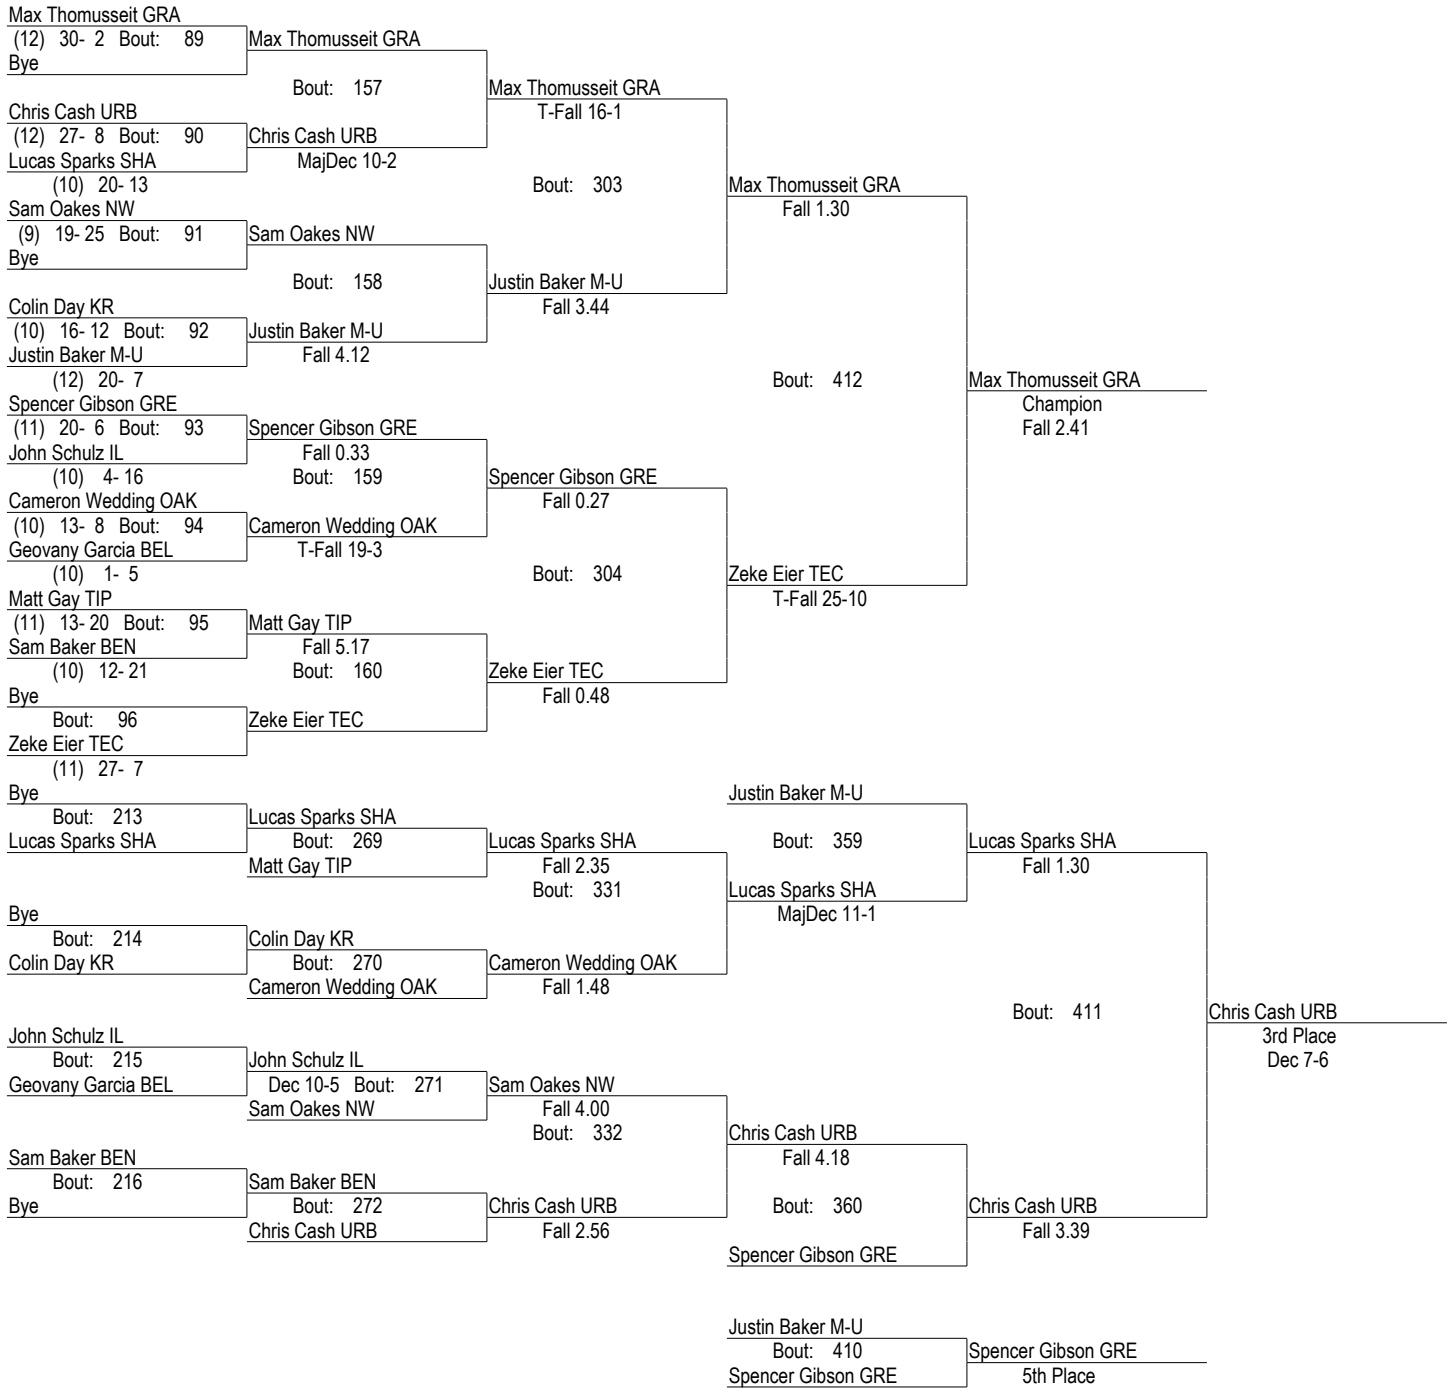 Max Thomusseit GRA
(12) 30- 2 Bout: 89 Max Thomusseit GRA
Bye
Bout: 157 Max Thomusseit GRA
Chris Cash URB T-Fall 16-1
(12) 27- 8 Bout: 90 Chris Cash URB
Lucas Sparks SHA MajDec 10-2
(10) 20- 13 Bout: 303 Max Thomusseit GRA
Sam Oakes NW Fall 1.30
(9) 19- 25 Bout: 91 Sam Oakes NW
Bye
Bout: 158 Justin Baker M-U
Colin Day KR Fall 3.44
(10) 16- 12 Bout: 92 Justin Baker M-U
Justin Baker M-U Fall 4.12
(12) 20- 7 Bout: 412 Max Thomusseit GRA
Spencer Gibson GRE Champion
(11) 20- 6 Bout: 93 Spencer Gibson GRE Fall 2.41
John Schulz IL Fall 0.33
(10) 4- 16 Bout: 159 Spencer Gibson GRE
Cameron Wedding OAK Fall 0.27
(10) 13- 8 Bout: 94 Cameron Wedding OAK
Geovany Garcia BEL T-Fall 19-3
(10) 1- 5 Bout: 304 Zeke Eier TEC
Matt Gay TIP T-Fall 25-10
(11) 13- 20 Bout: 95 Matt Gay TIP
Sam Baker BEN Fall 5.17
(10) 12- 21 Bout: 160 Zeke Eier TEC
Bye Fall 0.48
Bout: 96 Zeke Eier TEC
Zeke Eier TEC
(11) 27- 7
Bye Justin Baker M-U
Bout: 213 Lucas Sparks SHA
Lucas Sparks SHA Bout: 269 Lucas Sparks SHA Bout: 359 Lucas Sparks SHA
Matt Gay TIP Fall 2.35 Fall 1.30
Bout: 331 Lucas Sparks SHA
Bye MajDec 11-1
Bout: 214 Colin Day KR
Colin Day KR Bout: 270 Cameron Wedding OAK
Cameron Wedding OAK Fall 1.48
Bout: 411 Chris Cash URB
John Schulz IL 3rd Place
Bout: 215 John Schulz IL Dec 7-6
Geovany Garcia BEL Dec 10-5 Bout: 271 Sam Oakes NW
Sam Oakes NW Fall 4.00
Bout: 332 Chris Cash URB
Sam Baker BEN Fall 4.18
Bout: 216 Sam Baker BEN
Bye Bout: 272 Chris Cash URB Bout: 360 Chris Cash URB
Chris Cash URB Fall 2.56 Fall 3.39
Spencer Gibson GRE
Justin Baker M-U
Bout: 410 Spencer Gibson GRE
Spencer Gibson GRE 5th Place